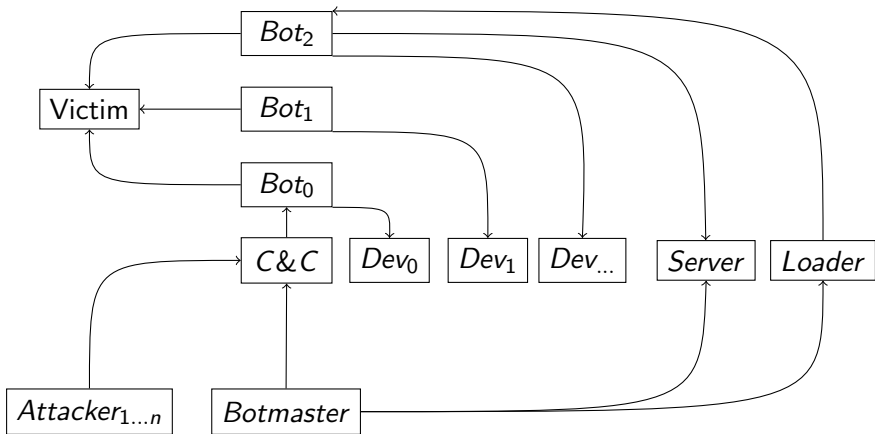 Bot₂
Victim
Bot₁
Bot₀
C&C
Dev₀
Dev₁
Dev...
Server
Loader
Attacker₁...ₙ
Botmaster